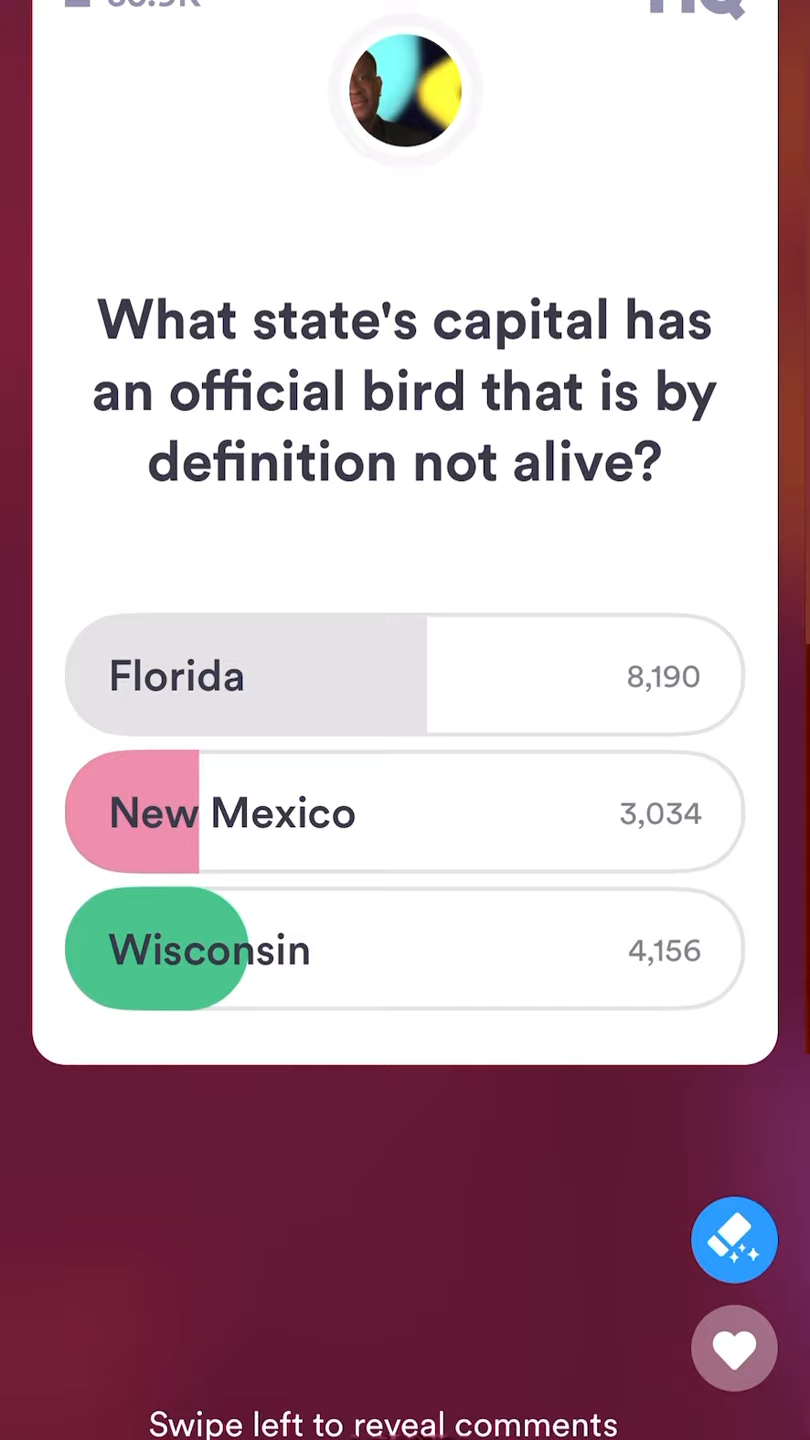 What state's capital has
an official bird that is by
definition not alive?
Florida 8,190
New Mexico 3,034
Wisconsin 4,156
Swipe left to reveal comments